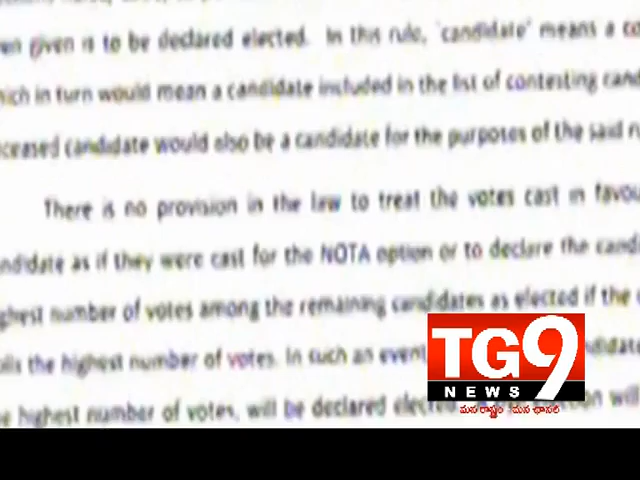 given is to be declared elected. In this rule, 'candidate' means a
in turn would mean a candidate included in the list of contesting
candidate would also be a candidate for the purposes of the said
There is no provision in the law to treat the votes cast in
as if they were cast for the NOTA option or to declare the
number of votes among the remaining candidates as elected if the
the highest number of votes. In such an
highest number of votes, will be declared
will
TG9
NEWS
మన రాష్ట్రం మన ఛానల్